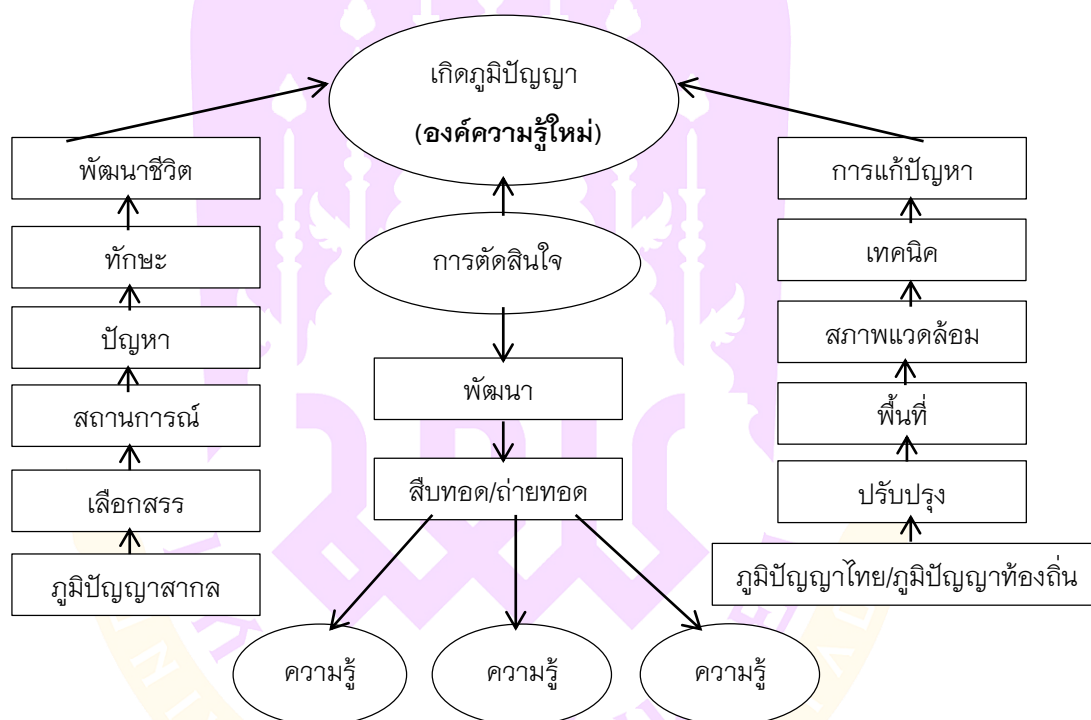 เกิดภูมิปัญญา
(องค์ความรู้ใหม่)
พัฒนาชีวิต
การแก้ปัญหา
ทักษะ
การตัดสินใจ
เทคนิค
ปัญหา
สภาพแวดล้อม
พัฒนา
สถานการณ์
พื้นที่
เลือกสรร
สืบทอด/ถ่ายทอด
ปรับปรุง
ภูมิปัญญาสากล
ภูมิปัญญาไทย/ภูมิปัญญาท้องถิ่น
ความรู้
ความรู้
ความรู้